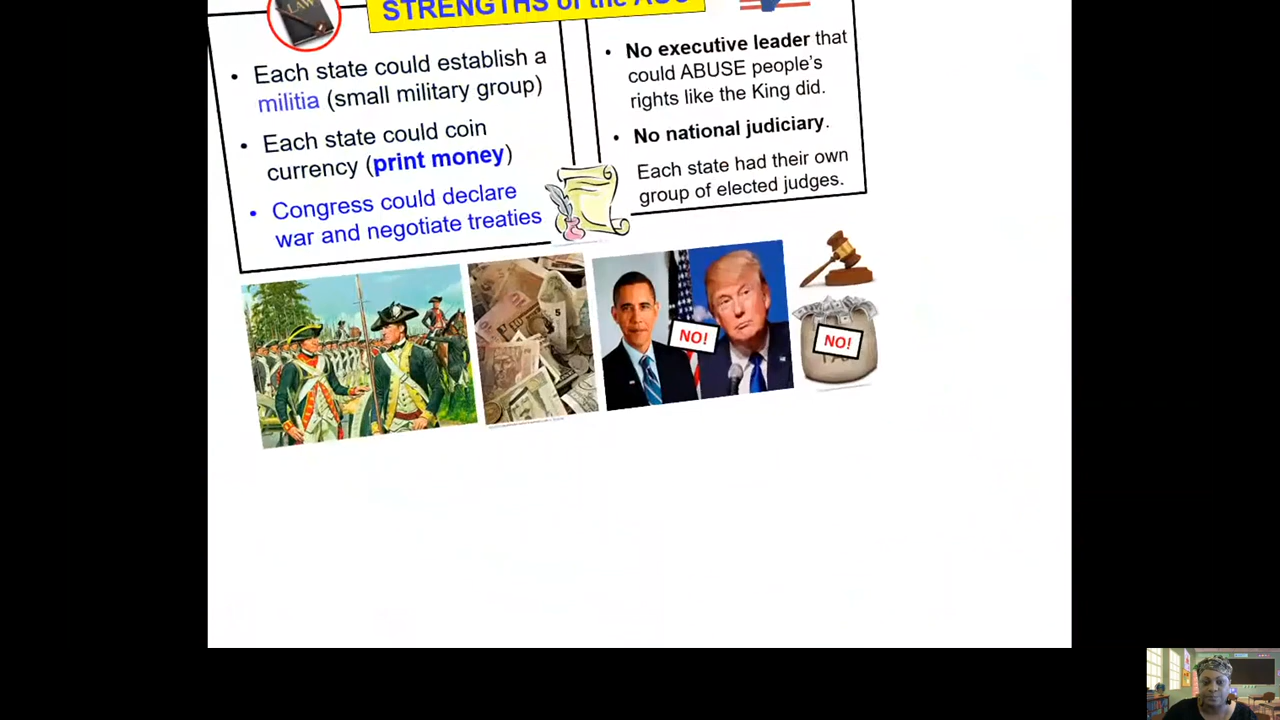 STRENGTHS of the AOC
Each state could establish a
militia (small military group)
Each state could coin
currency (print money)
Congress could declare
war and negotiate treaties
No executive leader that
could ABUSE people's
rights like the King did.
No national judiciary.
Each state had their own
group of elected judges.
NO!
NO!
LAW